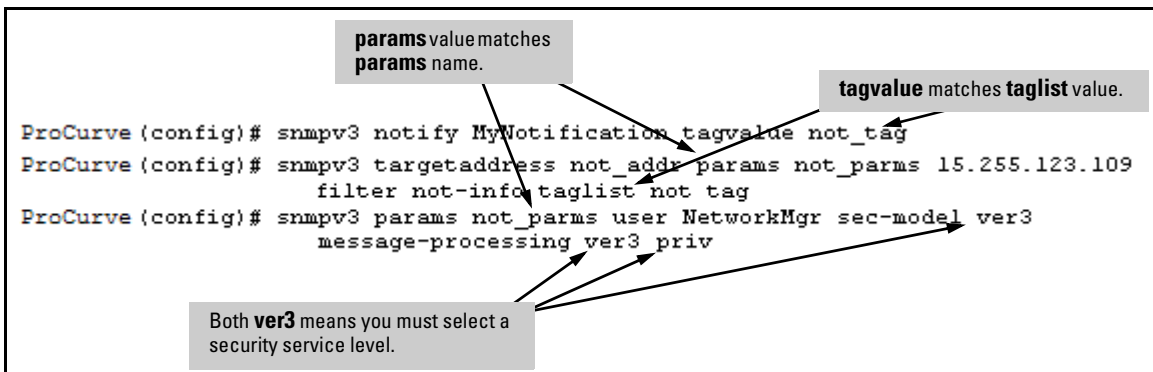 params value matches
params name.
tagvalue matches taglist value.
ProCurve (config)# snmpv3 notify MyNotification tagvalue not_tag
ProCurve (config)# snmpv3 targetaddress not_addr params not_parms 15.255.123.109
filter not-info taglist not tag
ProCurve (config)# snmpv3 params not_parms user NetworkMgr sec-model ver3
message-processing ver3 priv
Both ver3 means you must select a
security service level.